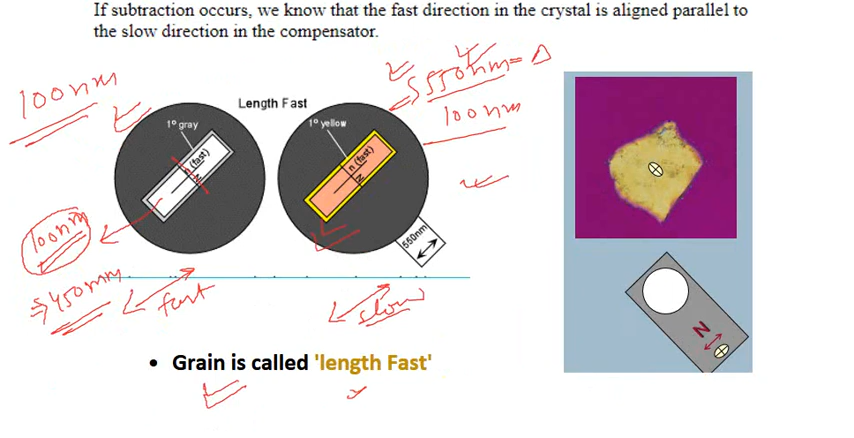 If subtraction occurs, we know that the fast direction in the crystal is aligned parallel to
the slow direction in the compensator.
100nm
550nm = Δ
100nm
Length Fast
1° gray
1° yellow
n (fast)
N
n (fast)
N
100nm
550nm
450nm
fast
slow
N
• Grain is called 'length Fast'